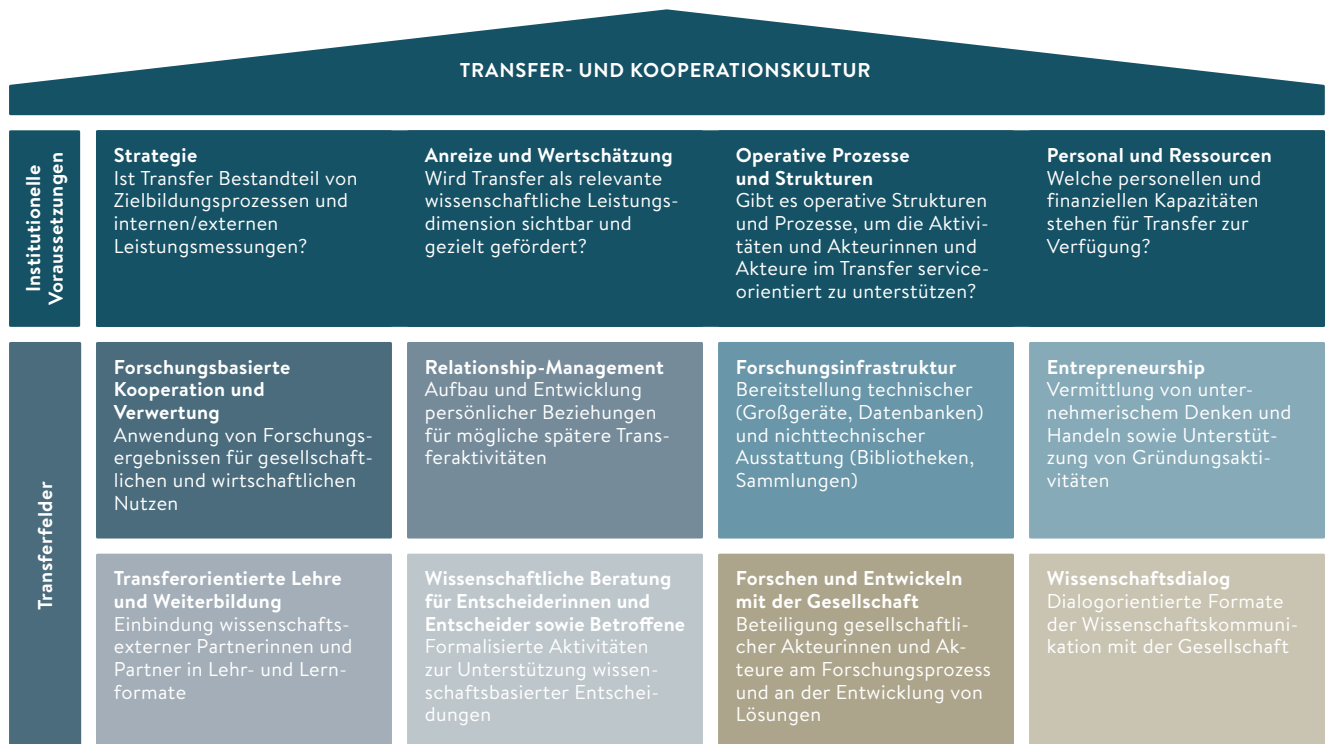 TRANSFER- UND KOOPERATIONSKULTUR
Institutionelle
Voraussetzungen
Strategie
Ist Transfer Bestandteil von
Zielbildungsprozessen und
internen/externen
Leistungsmessungen?
Anreize und Wertschätzung
Wird Transfer als relevante
wissenschaftliche Leistungs-
dimension sichtbar und
gezielt gefördert?
Operative Prozesse
und Strukturen
Gibt es operative Strukturen
und Prozesse, um die Aktivi-
täten und Akteurinnen und
Akteure im Transfer service-
orientiert zu unterstützen?
Personal und Ressourcen
Welche personellen und
finanziellen Kapazitäten
stehen für Transfer zur
Verfügung?
Transferfelder
Forschungsbasierte
Kooperation und
Verwertung
Anwendung von Forschungs-
ergebnissen für gesellschaft-
lichen und wirtschaftlichen
Nutzen
Relationship-Management
Aufbau und Entwicklung
persönlicher Beziehungen
für mögliche spätere Trans-
feraktivitäten
Forschungsinfrastruktur
Bereitstellung technischer
(Großgeräte, Datenbanken)
und nichttechnischer
Ausstattung (Bibliotheken,
Sammlungen)
Entrepreneurship
Vermittlung von unter-
nehmerischem Denken und
Handeln sowie Unterstüt-
zung von Gründungsakti-
vitäten
Transferorientierte Lehre
und Weiterbildung
Einbindung wissenschafts-
externer Partnerinnen und
Partner in Lehr- und Lern-
formate
Wissenschaftliche Beratung
für Entscheiderinnen und
Entscheider sowie Betroffene
Formalisierte Aktivitäten
zur Unterstützung wissen-
schaftsbasierter Entschei-
dungen
Forschen und Entwickeln
mit der Gesellschaft
Beteiligung gesellschaftli-
cher Akteurinnen und Ak-
teure am Forschungsprozess
und an der Entwicklung von
Lösungen
Wissenschaftsdialog
Dialogorientierte Formate
der Wissenschaftskommuni-
kation mit der Gesellschaft